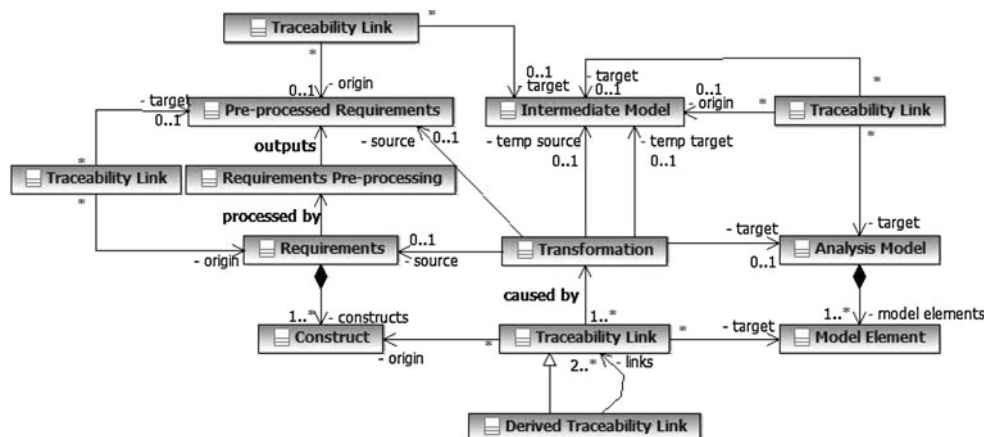 Traceability Link
*
*
*
0..1
- origin
0..1
- target
- target
0..1
0..1
- origin
*
- target
0..1
Pre-processed Requirements
Intermediate Model
Traceability Link
*
outputs
- source
0..1
- temp source
0..1
- temp target
0..1
*
Traceability Link
*
Requirements Pre-processing
processed by
- target
- origin
Requirements
0..1
- source
Transformation
- target
0..1
Analysis Model
caused by
1..*
- constructs
1..*
1..*
- model elements
Construct
- origin
*
Traceability Link
*
- target
Model Element
2..*
- links
Derived Traceability Link